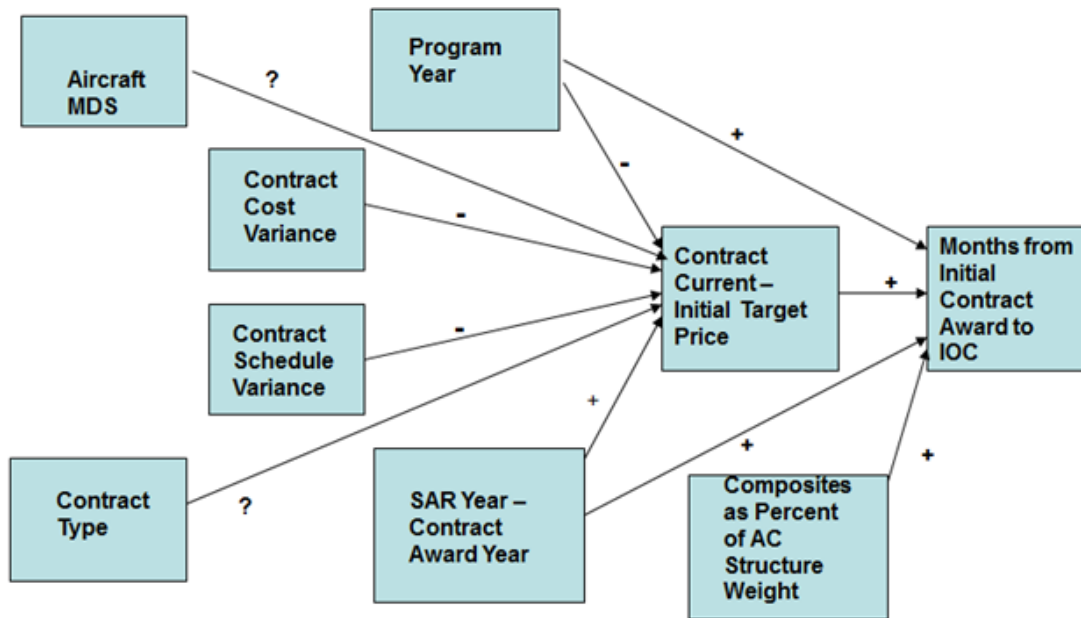 Aircraft
MDS
?
Program
Year
+
-
Contract
Cost
Variance
-
Contract
Current –
Initial Target
Price
+
Months from
Initial
Contract
Award to
IOC
Contract
Schedule
Variance
-
+
Contract
Type
?
SAR Year –
Contract
Award Year
+
+
Composites
as Percent
of AC
Structure
Weight